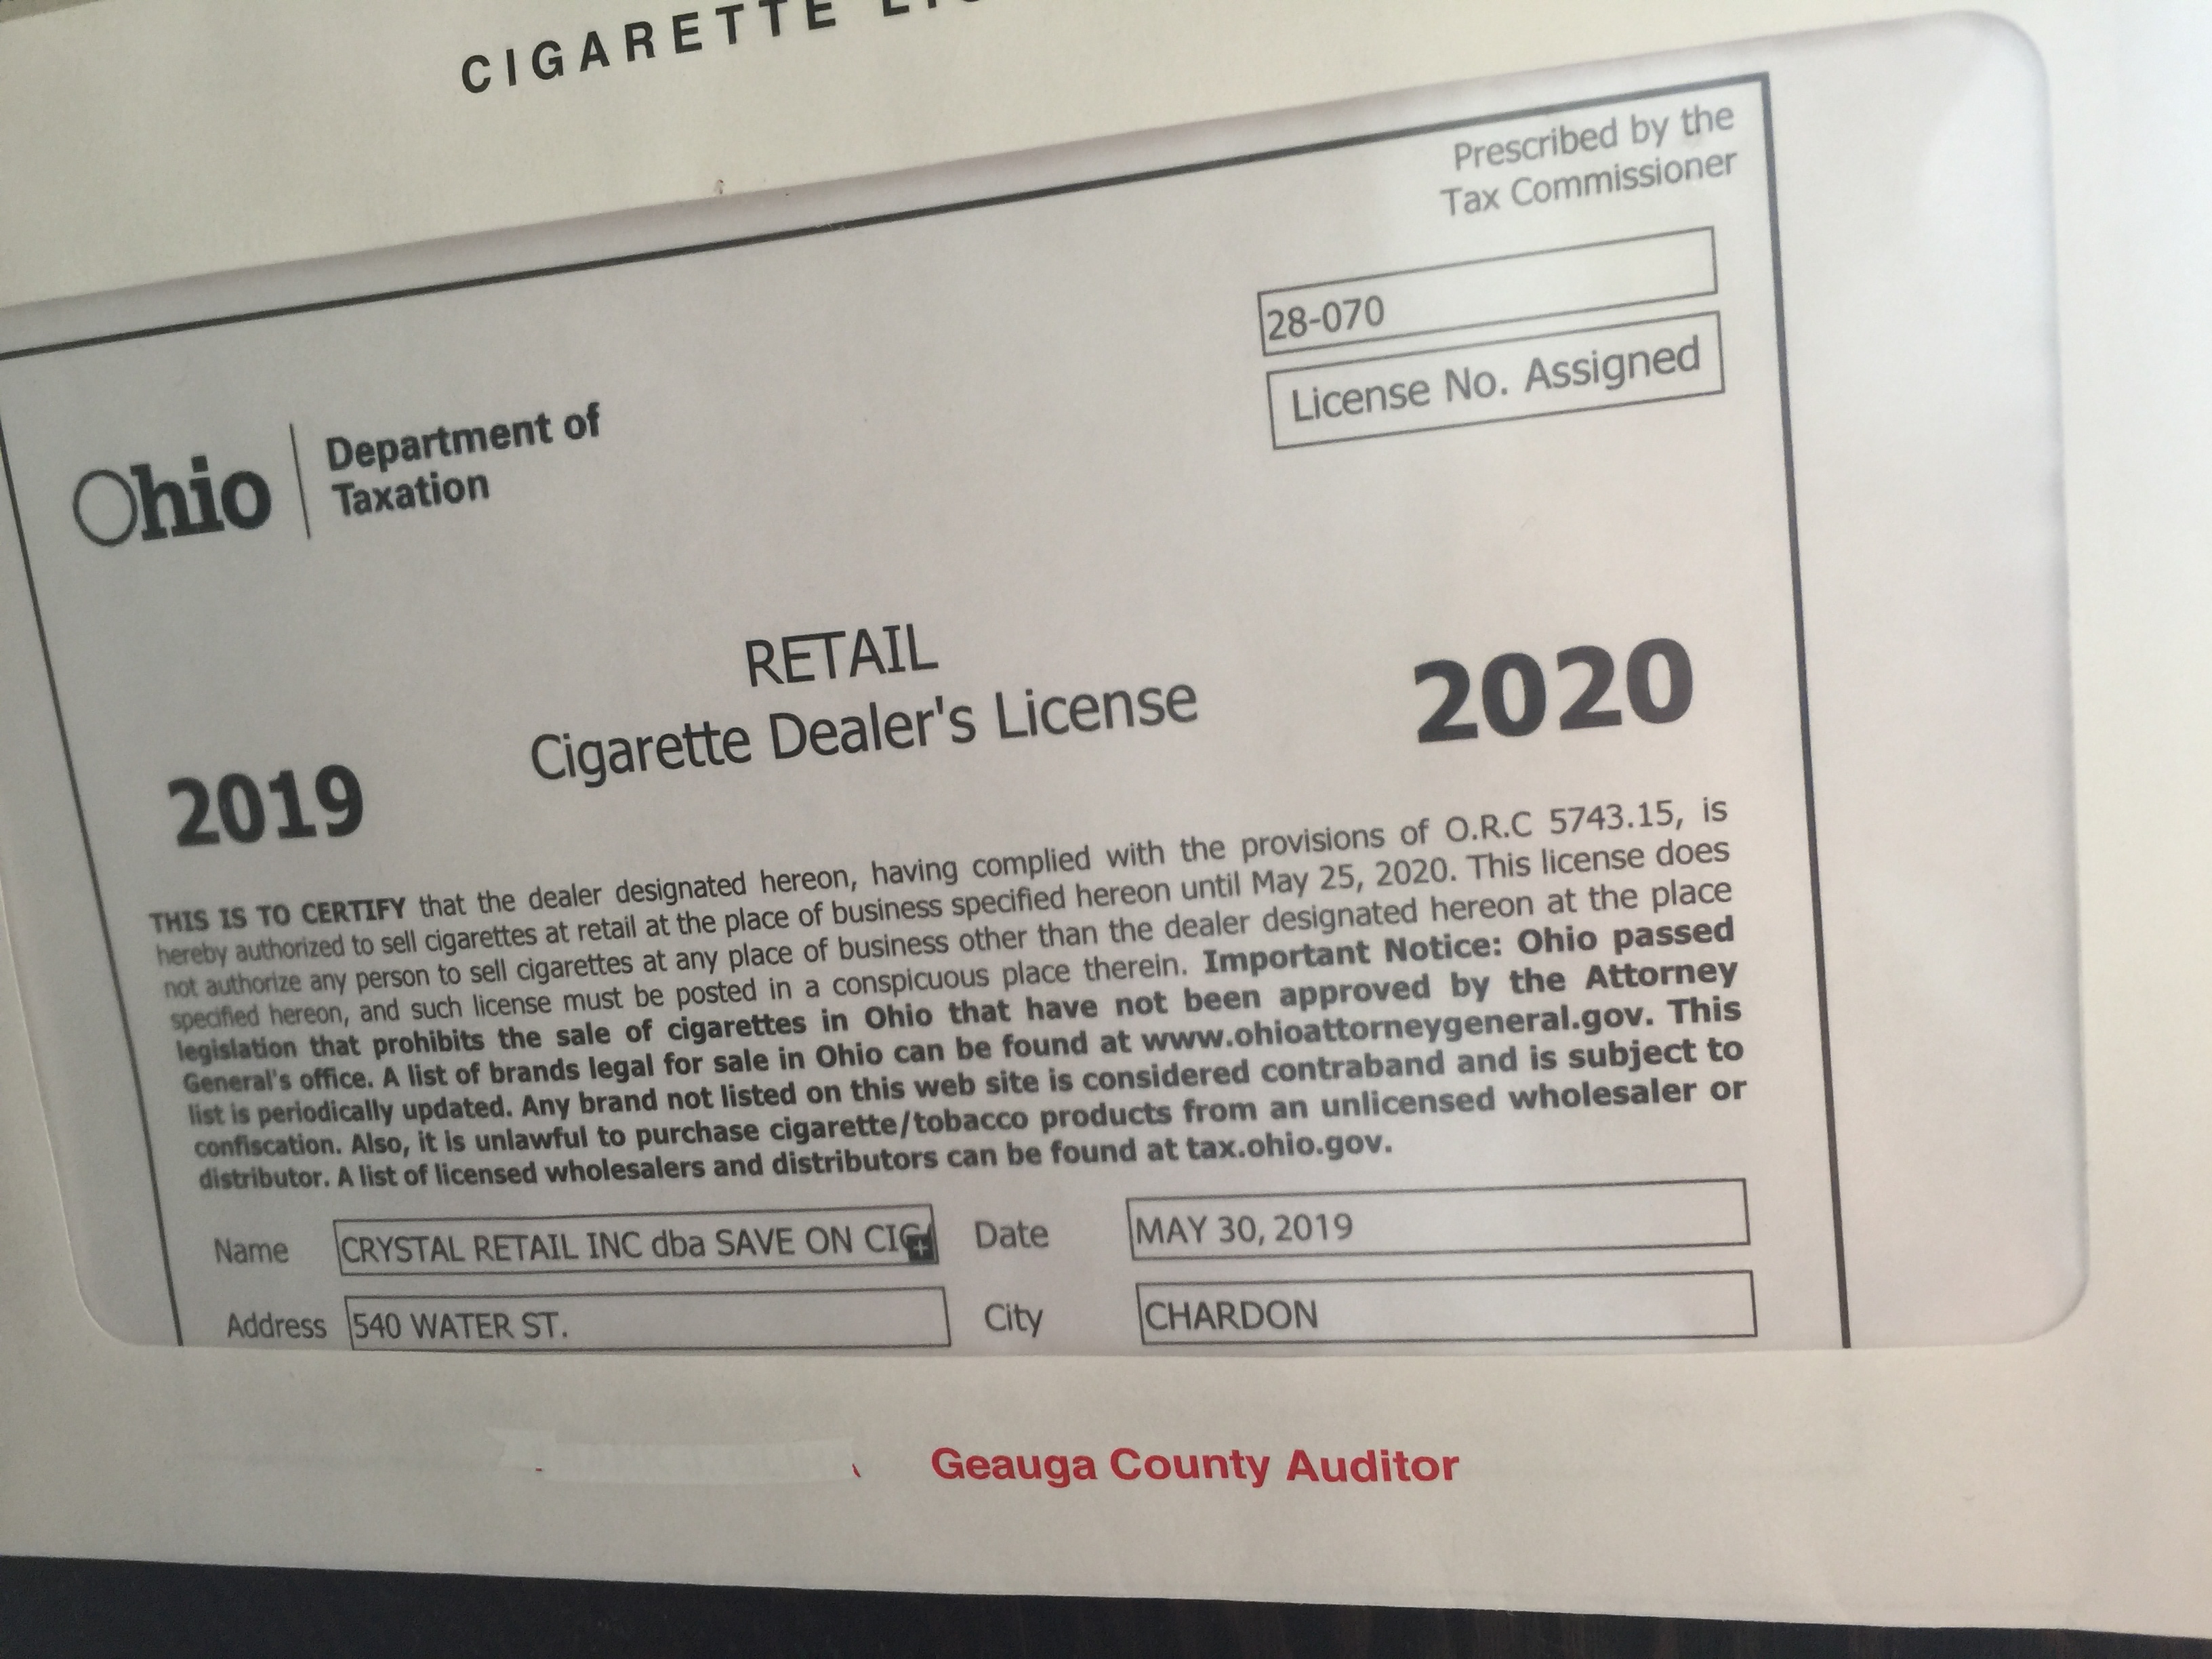 CIGARETTE
Prescribed by the
Tax Commissioner
28-070
License No. Assigned
Ohio
Department of
Taxation
RETAIL
Cigarette Dealer's License
2019
2020
THIS IS TO CERTIFY that the dealer designated hereon, having complied with the provisions of O.R.C 5743.15, is
hereby authorized to sell cigarettes at retail at the place of business specified hereon until May 25, 2020. This license does
not authorize any person to sell cigarettes at any place of business other than the dealer designated hereon at the place
specified hereon, and such license must be posted in a conspicuous place therein. Important Notice: Ohio passed
legislation that prohibits the sale of cigarettes in Ohio that have not been approved by the Attorney
General's office. A list of brands legal for sale in Ohio can be found at www.ohioattorneygeneral.gov. This
list is periodically updated. Any brand not listed on this web site is considered contraband and is subject to
confiscation. Also, it is unlawful to purchase cigarette/tobacco products from an unlicensed wholesaler or
distributor. A list of licensed wholesalers and distributors can be found at tax.ohio.gov.
Name CRYSTAL RETAIL INC dba SAVE ON Date MAY 30, 2019
Address 540 WATER ST. City CHARDON
Geauga County Auditor